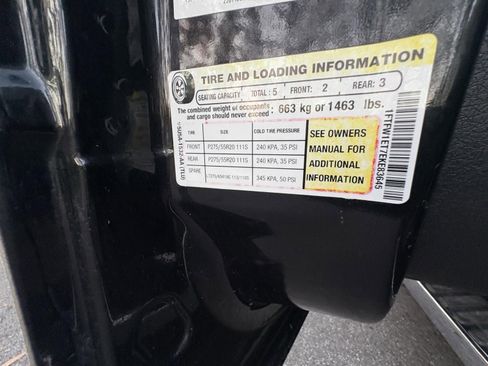 TIRE AND LOADING INFORMATION
SEATING CAPACITY TOTAL: 5 FRONT: 2 REAR: 3
The combined weight of occupants
and cargo should never exceed 663 kg or 1463 lbs.
TIRE SIZE COLD TIRE PRESSURE
FRONT P275/55R20 111S 240 KPA, 35 PSI
REAR P275/55R20 111S 240 KPA, 35 PSI
SPARE 345 KPA, 50 PSI
SEE OWNERS
MANUAL FOR
ADDITIONAL
INFORMATION
1FTFW1ET7EKE83645